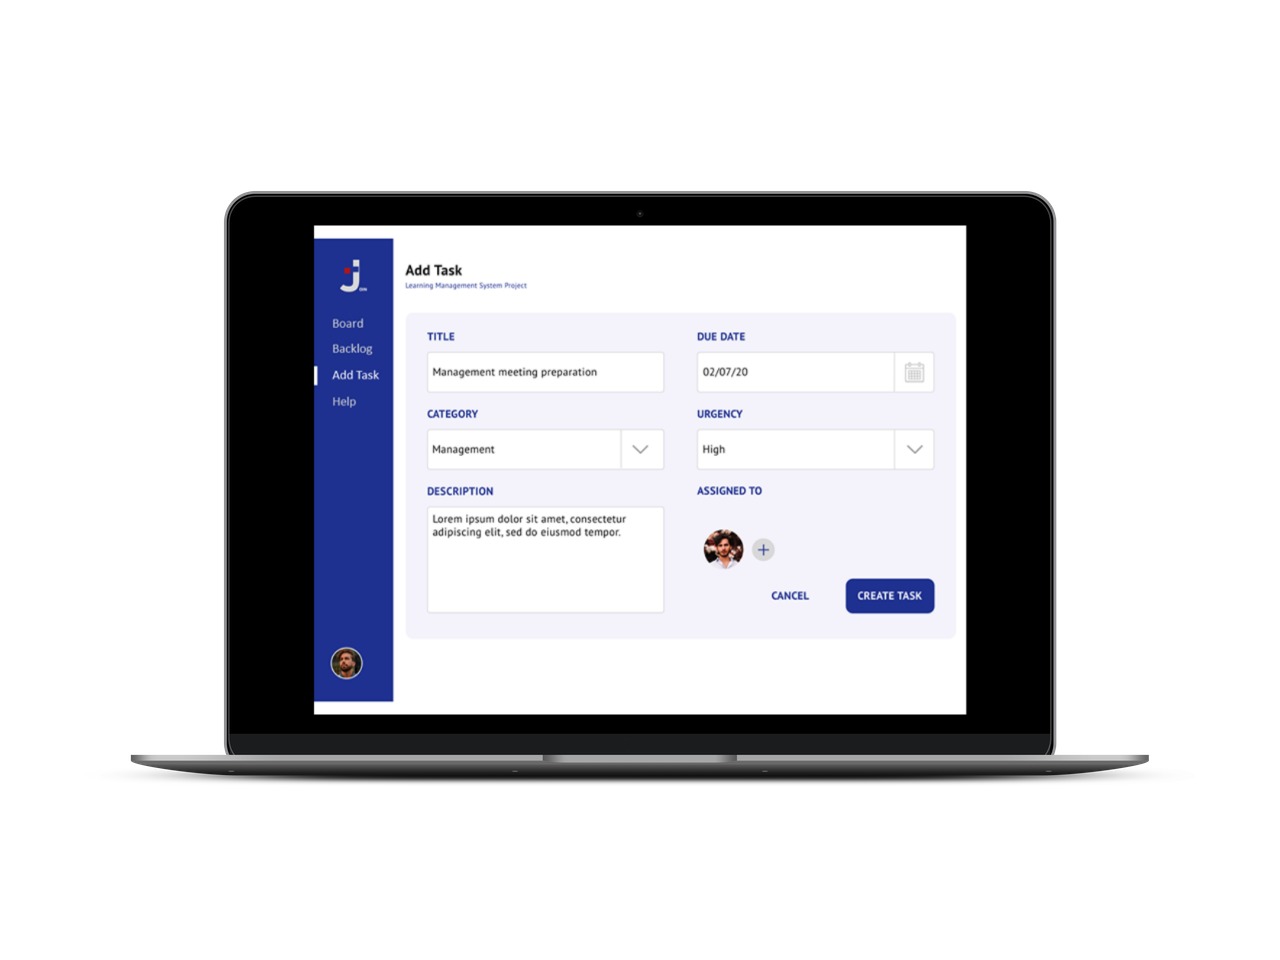 Board
Backlog
Add Task
Help
Add Task
Learning Management System Project
TITLE
Management meeting preparation
DUE DATE
02/07/20
CATEGORY
Management
URGENCY
High
DESCRIPTION
Lorem ipsum dolor sit amet, consectetur
adipiscing elit, sed do eiusmod tempor.
ASSIGNED TO
CANCEL
CREATE TASK